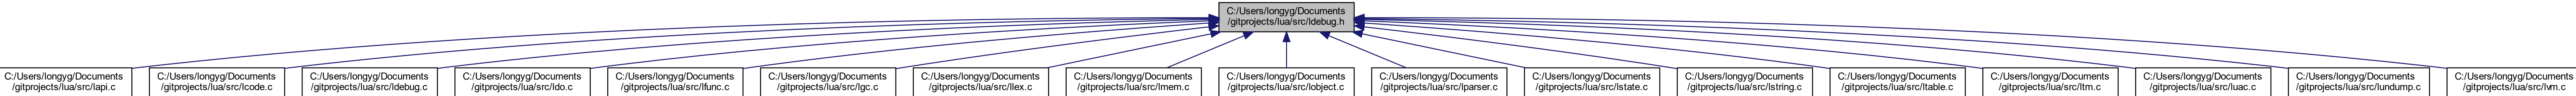 C:/Users/longyg/Documents
/gitprojects/lua/src/ldebug.h
C:/Users/longyg/Documents
/gitprojects/lua/src/lapi.c
C:/Users/longyg/Documents
/gitprojects/lua/src/lcode.c
C:/Users/longyg/Documents
/gitprojects/lua/src/ldebug.c
C:/Users/longyg/Documents
/gitprojects/lua/src/ldo.c
C:/Users/longyg/Documents
/gitprojects/lua/src/lfunc.c
C:/Users/longyg/Documents
/gitprojects/lua/src/lgc.c
C:/Users/longyg/Documents
/gitprojects/lua/src/llex.c
C:/Users/longyg/Documents
/gitprojects/lua/src/lmem.c
C:/Users/longyg/Documents
/gitprojects/lua/src/lobject.c
C:/Users/longyg/Documents
/gitprojects/lua/src/lparser.c
C:/Users/longyg/Documents
/gitprojects/lua/src/lstate.c
C:/Users/longyg/Documents
/gitprojects/lua/src/lstring.c
C:/Users/longyg/Documents
/gitprojects/lua/src/ltable.c
C:/Users/longyg/Documents
/gitprojects/lua/src/ltm.c
C:/Users/longyg/Documents
/gitprojects/lua/src/luac.c
C:/Users/longyg/Documents
/gitprojects/lua/src/lundump.c
C:/Users/longyg/Documents
/gitprojects/lua/src/lvm.c